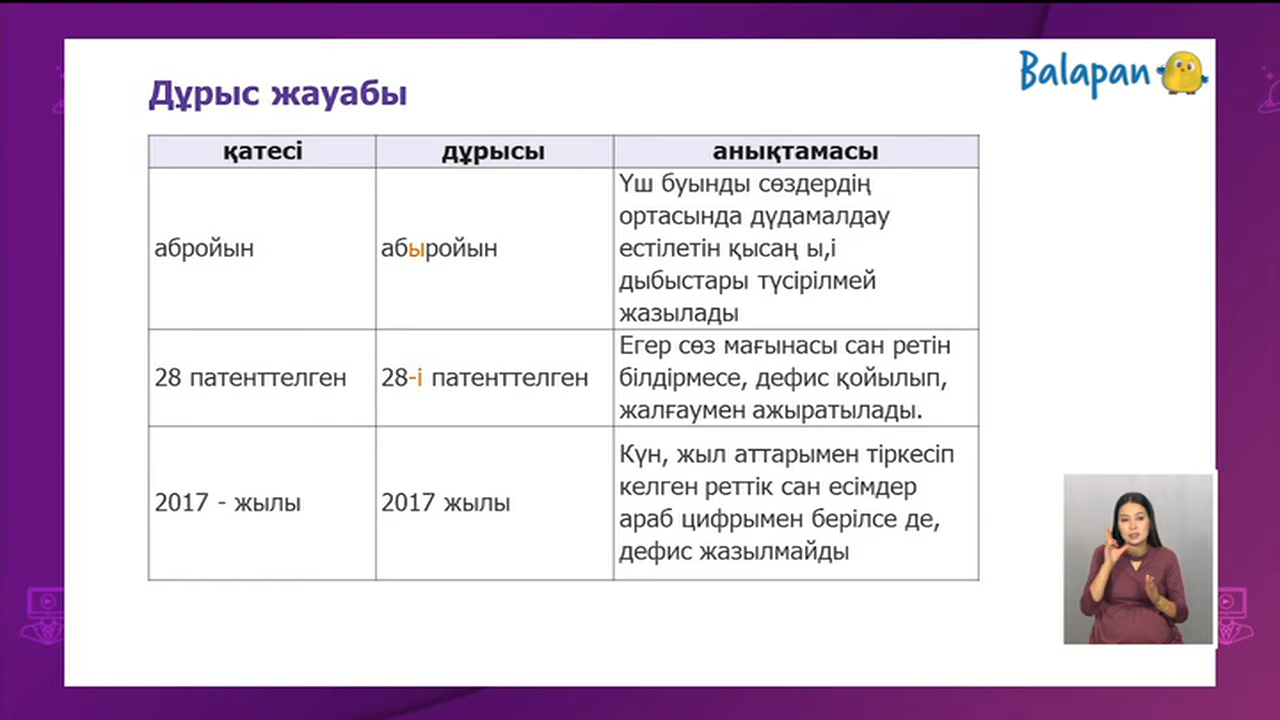 Balapan
Дұрыс жауабы
қатесі
дұрысы
анықтамасы
абройын
абыройын
Үш буынды сөздердің
ортасында дүдамалдау
естілетін қысаң ы,і
дыбыстары түсірілмей
жазылады
28 патенттелген
28-і патенттелген
Егер сөз мағынасы сан ретін
білдірмесе, дефис қойылып,
жалғаумен ажыратылады.
2017 - жылы
2017 жылы
Күн, жыл аттарымен тіркесіп
келген реттік сан есімдер
араб цифрымен берілсе де,
дефис жазылмайды